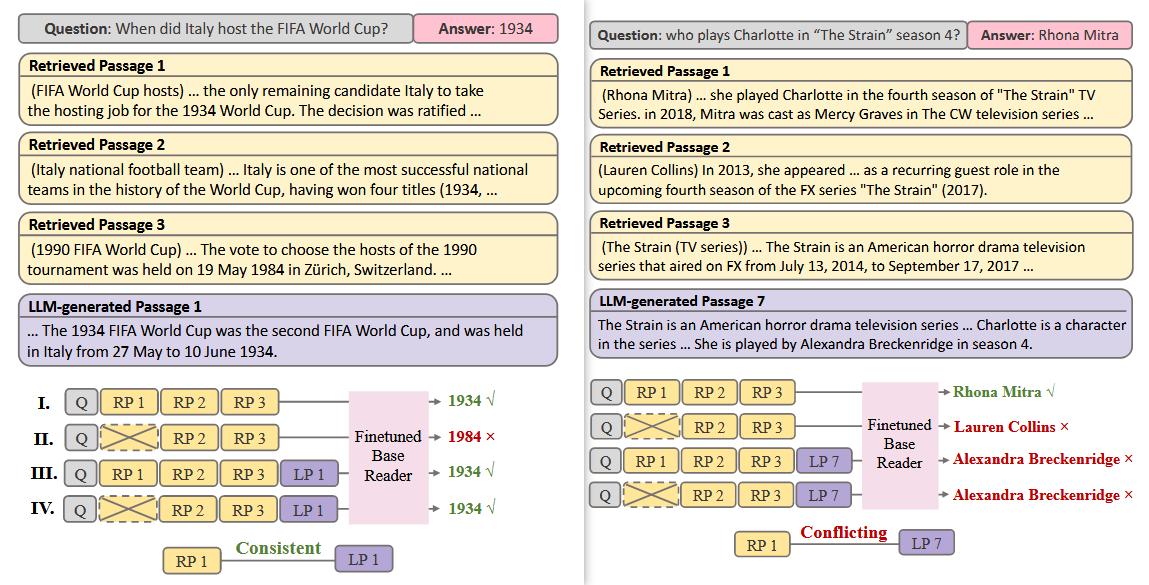 Question: When did Italy host the FIFA World Cup?
Answer: 1934
Retrieved Passage 1
(FIFA World Cup hosts) ... the only remaining candidate Italy to take
the hosting job for the 1934 World Cup. The decision was ratified ...
Retrieved Passage 2
(Italy national football team) ... Italy is one of the most successful national
teams in the history of the World Cup, having won four titles (1934, ...
Retrieved Passage 3
(1990 FIFA World Cup) ... The vote to choose the hosts of the 1990
tournament was held on 19 May 1984 in Zürich, Switzerland. ...
LLM-generated Passage 1
... The 1934 FIFA World Cup was the second FIFA World Cup, and was held
in Italy from 27 May to 10 June 1934.
I. Q RP 1 RP 2 RP 3 1934 √
II. Q RP 2 RP 3 1984 ×
III. Q RP 1 RP 2 RP 3 LP 1 1934 √
IV. Q RP 2 RP 3 LP 1 1934 √
Finetuned
Base
Reader
RP 1 Consistent LP 1
Question: who plays Charlotte in “The Strain” season 4?
Answer: Rhona Mitra
Retrieved Passage 1
(Rhona Mitra) ... she played Charlotte in the fourth season of "The Strain" TV
Series. in 2018, Mitra was cast as Mercy Graves in The CW television series ...
Retrieved Passage 2
(Lauren Collins) In 2013, she appeared ... as a recurring guest role in the
upcoming fourth season of the FX series "The Strain" (2017).
Retrieved Passage 3
(The Strain (TV series)) ... The Strain is an American horror drama television
series that aired on FX from July 13, 2014, to September 17, 2017 ...
LLM-generated Passage 7
The Strain is an American horror drama television series ... Charlotte is a character
in the series ... She is played by Alexandra Breckenridge in season 4.
Q RP 1 RP 2 RP 3 Rhona Mitra √
Q RP 2 RP 3 Lauren Collins ×
Q RP 1 RP 2 RP 3 LP 7 Alexandra Breckenridge ×
Q RP 2 RP 3 LP 7 Alexandra Breckenridge ×
Finetuned
Base
Reader
RP 1 Conflicting LP 7